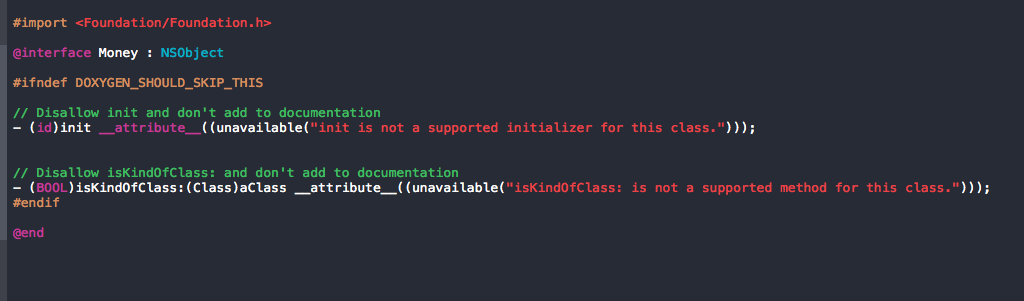 #import <Foundation/Foundation.h>
@interface Money : NSObject
#ifndef DOXYGEN_SHOULD_SKIP_THIS
// Disallow init and don't add to documentation
- (id)init __attribute__((unavailable("init is not a supported initializer for this class.")));
// Disallow isKindOfClass: and don't add to documentation
- (BOOL)isKindOfClass:(Class)aClass __attribute__((unavailable("isKindOfClass: is not a supported method for this class.")));
#endif
@end